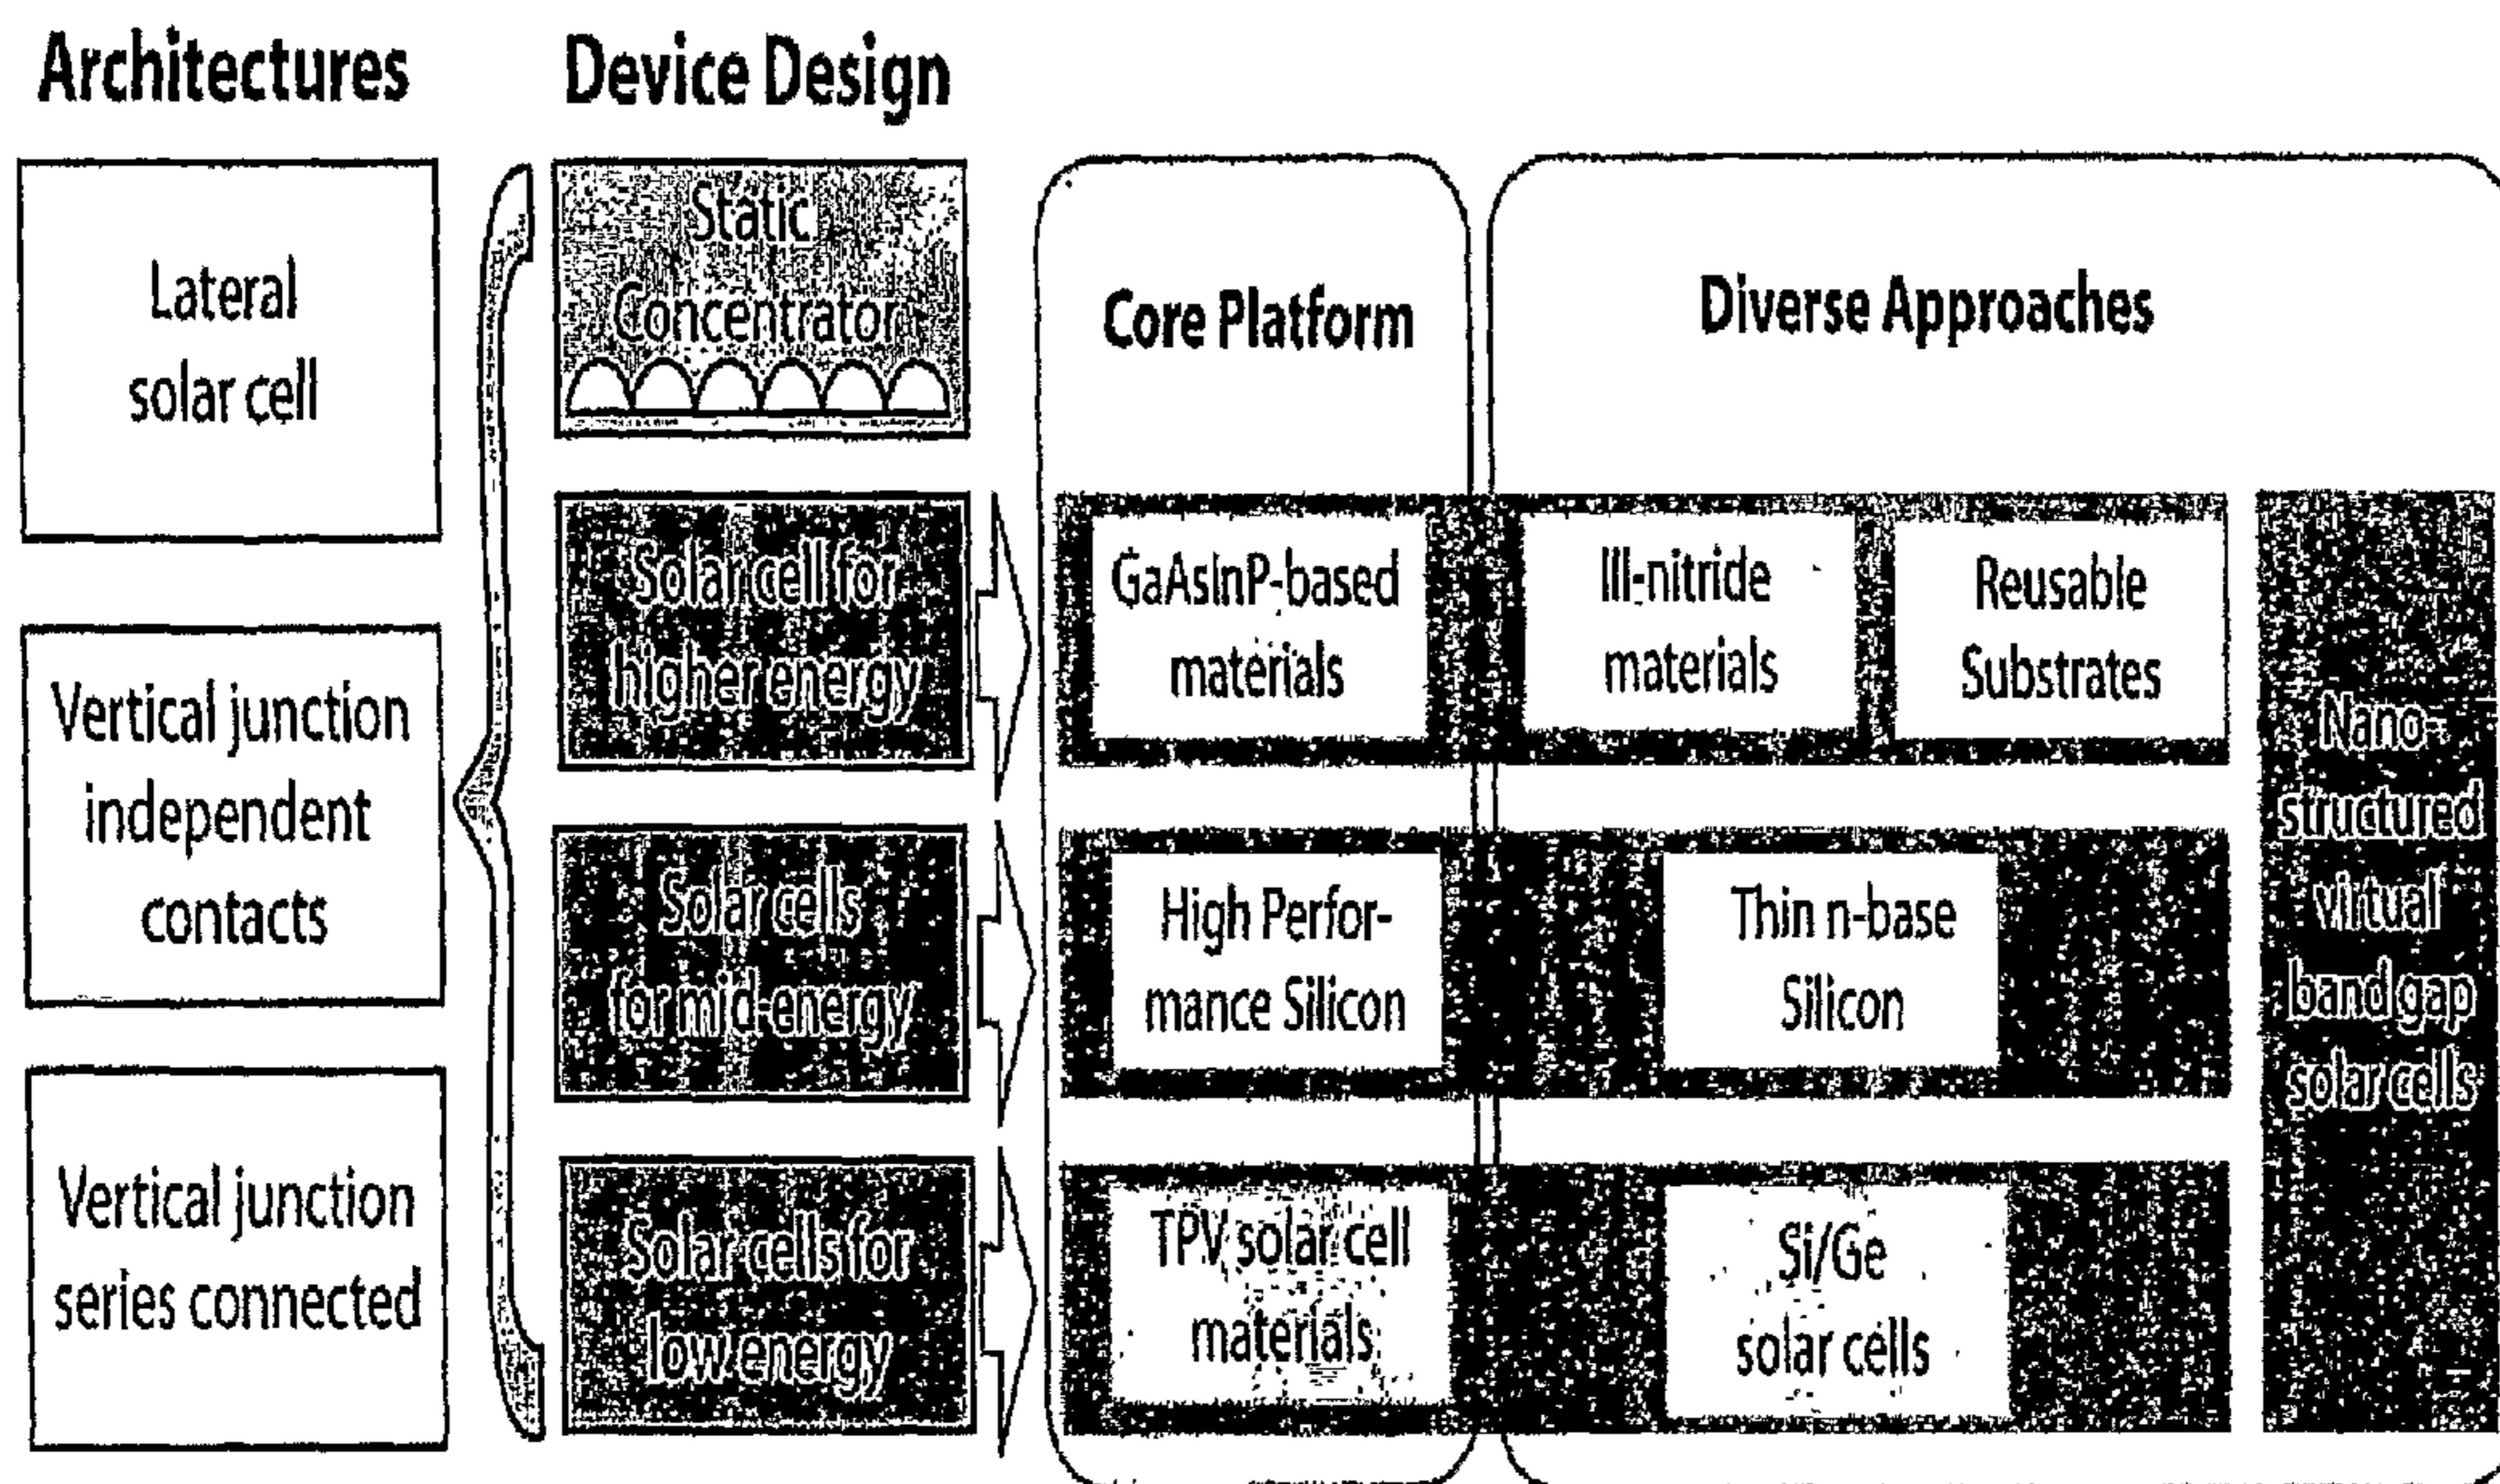 Architectures
Device Design
Lateral
solar cell
Vertical junction
independent
contacts
Vertical junction
series connected
Static
Concentrator
Solar cell for
higher energy
Solar cells
for mid-energy
Solar cells for
low energy
Core Platform
Diverse Approaches
GaAsInP-based
materials
III-nitride
materials
Reusable
Substrates
High Perfor-
mance Silicon
Thin n-base
Silicon
TPV solar cell
materials
Si/Ge
solar cells
Nano-
structured
virtual
band gap
solar cells